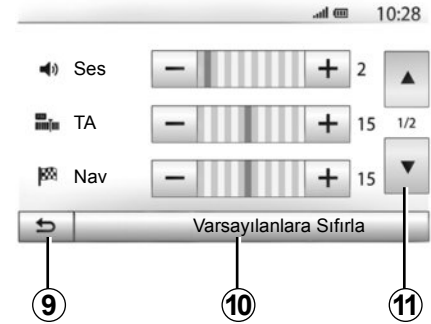 10:28
Ses 2
TA 15 1/2
Nav 15
Varsayılanlara Sıfırla
9 10 11